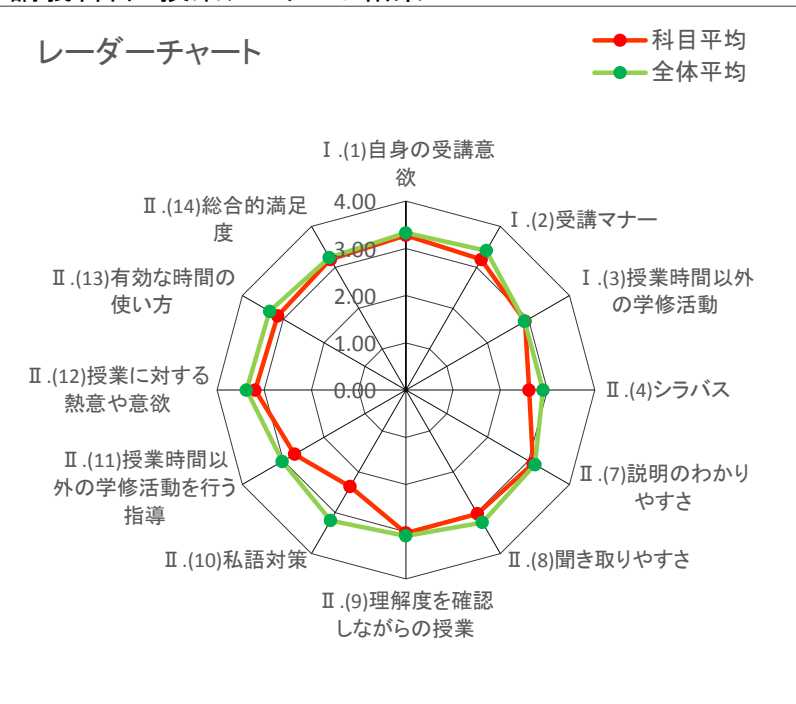 レーダーチャート
科目平均
全体平均
Ⅰ.(1)自身の受講意
欲
Ⅰ.(2)受講マナー
Ⅰ.(3)授業時間以外
の学修活動
Ⅱ.(4)シラバス
Ⅱ.(7)説明のわかり
やすさ
Ⅱ.(8)聞き取りやすさ
Ⅱ.(9)理解度を確認
しながらの授業
Ⅱ.(10)私語対策
Ⅱ.(11)授業時間以
外の学修活動を行う
指導
Ⅱ.(12)授業に対する
熱意や意欲
Ⅱ.(13)有効な時間の
使い方
Ⅱ.(14)総合的満足
度
4.00
3.00
2.00
1.00
0.00